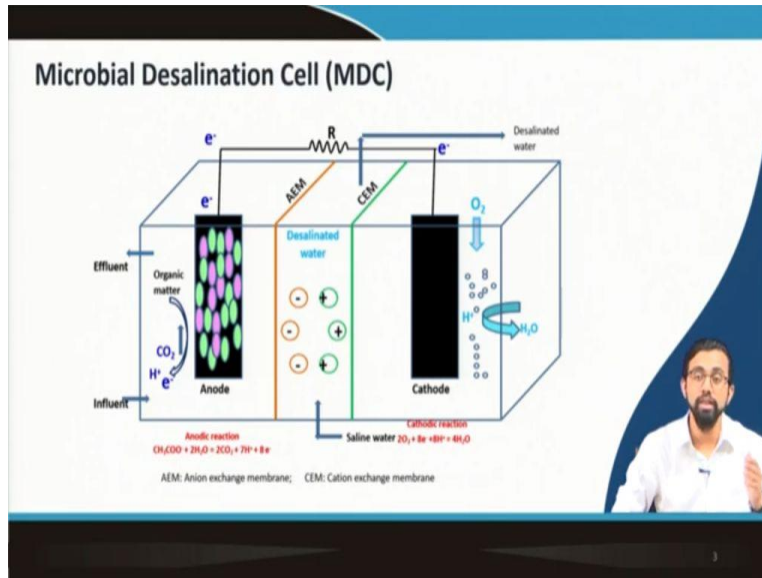 Microbial Desalination Cell (MDC)
Desalinated
water
R
e-
e-
e-
AEM
CEM
O2
Desalinated
water
Effluent
Organic
matter
CO2
H+
e-
H+
H2O
Anode
Cathode
Influent
Saline water
Anodic reaction
CH3COO + 2H2O = 2CO2 + 7H+ + 8e
Cathodic reaction
2O2 + 8e + 8H+ = 4H2O
AEM: Anion exchange membrane; CEM: Cation exchange membrane
3